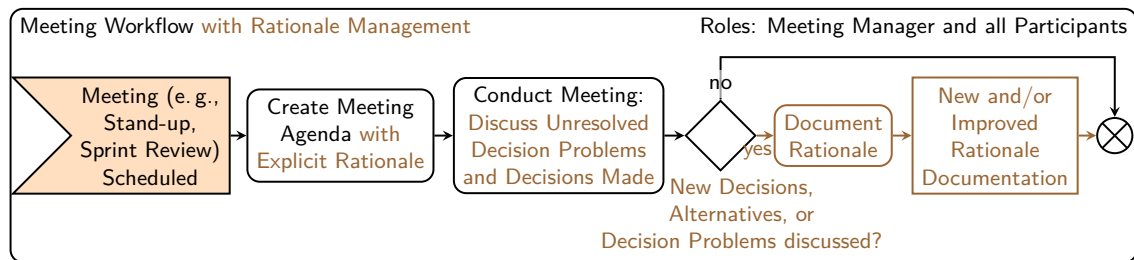 Meeting Workflow with Rationale Management
Roles: Meeting Manager and all Participants
Meeting (e. g.,
Stand-up,
Sprint Review)
Scheduled
Create Meeting
Agenda with
Explicit Rationale
Conduct Meeting:
Discuss Unresolved
Decision Problems
and Decisions Made
no
yes
New Decisions,
Alternatives, or
Decision Problems discussed?
Document
Rationale
New and/or
Improved
Rationale
Documentation